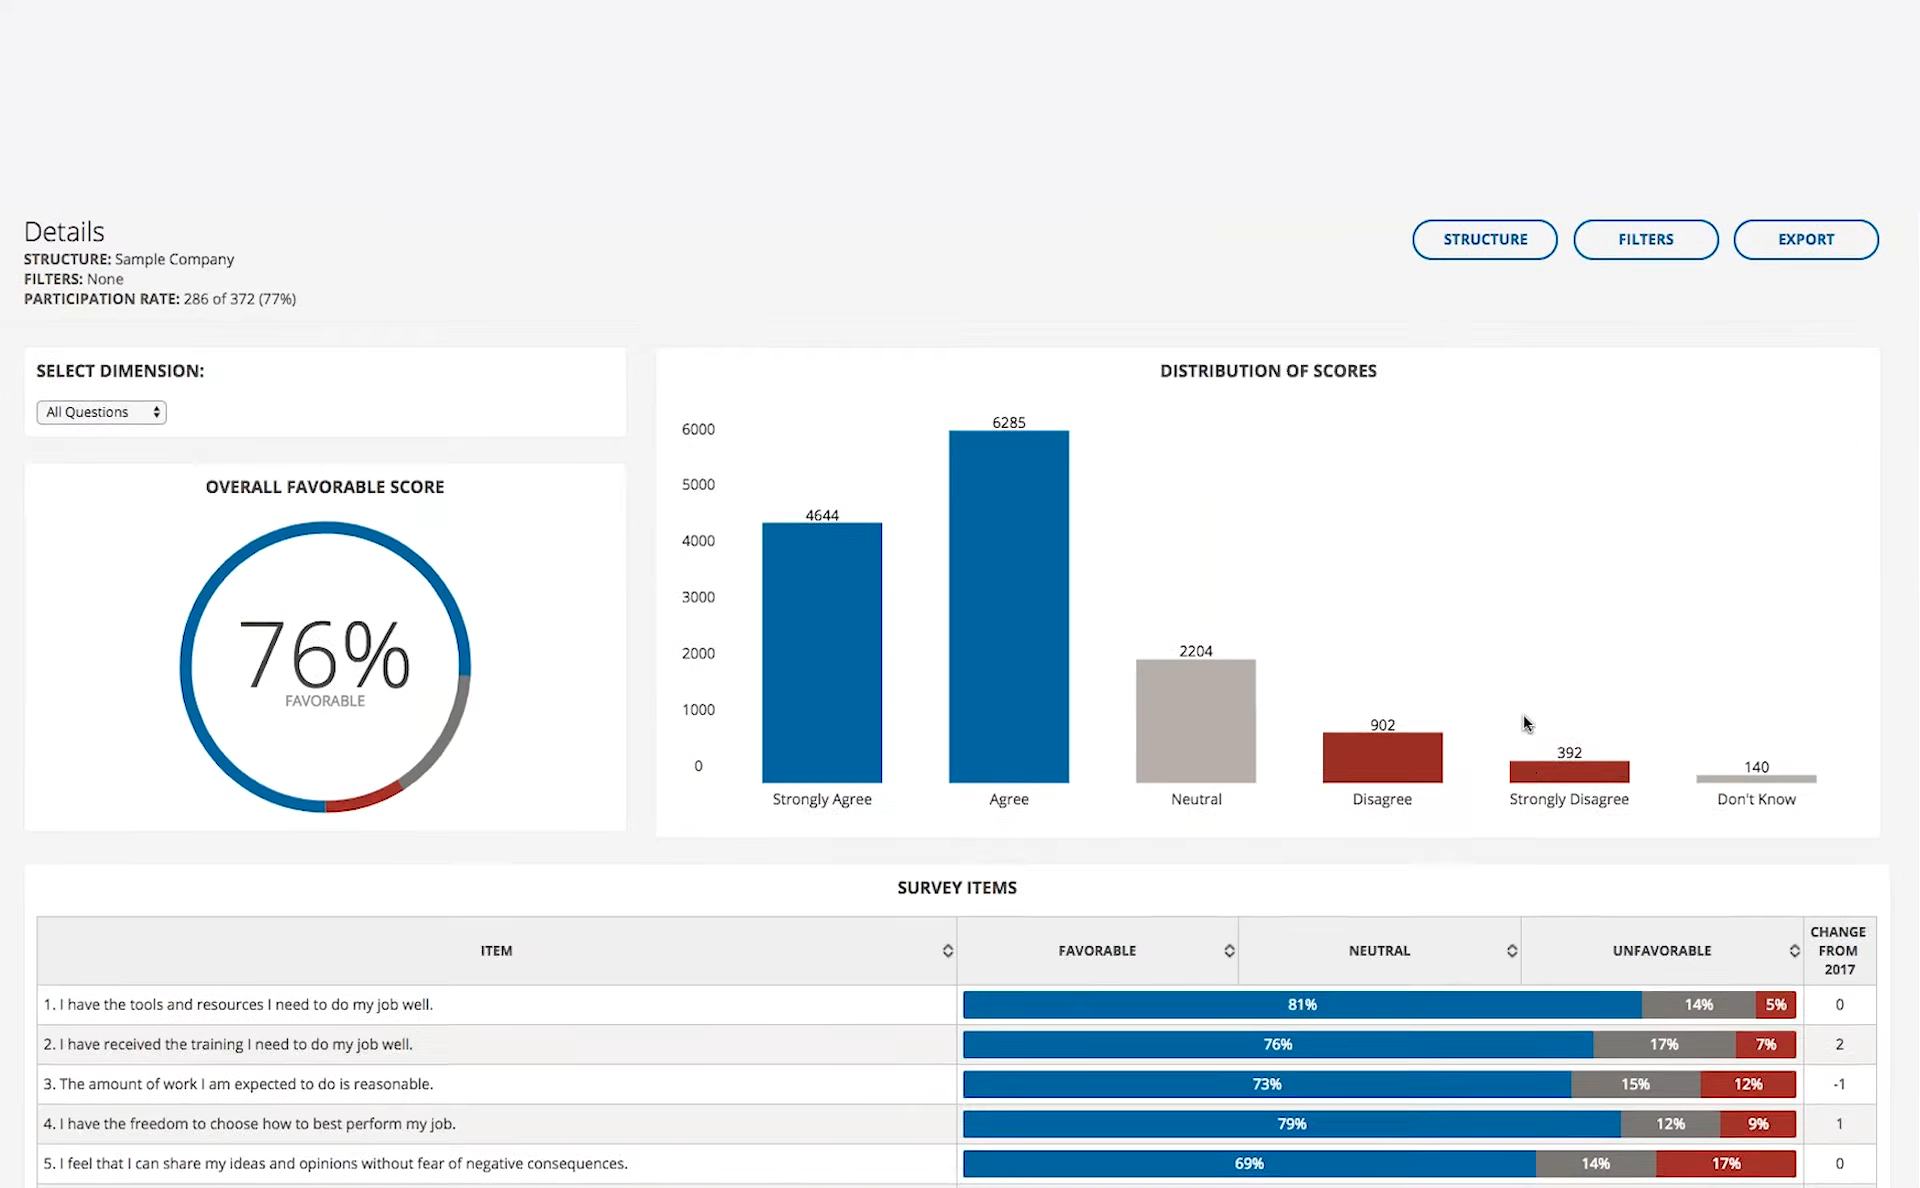 Details
STRUCTURE: Sample Company
FILTERS: None
PARTICIPATION RATE: 286 of 372 (77%)
STRUCTURE
FILTERS
EXPORT
SELECT DIMENSION:
All Questions
OVERALL FAVORABLE SCORE
76%
FAVORABLE
DISTRIBUTION OF SCORES
6000
5000
4000
3000
2000
1000
0
4644
6285
2204
902
392
140
Strongly Agree
Agree
Neutral
Disagree
Strongly Disagree
Don't Know
SURVEY ITEMS
ITEM
FAVORABLE
NEUTRAL
UNFAVORABLE
CHANGE
FROM
2017
1. I have the tools and resources I need to do my job well. 81% 14% 5% 0
2. I have received the training I need to do my job well. 76% 17% 7% 2
3. The amount of work I am expected to do is reasonable. 73% 15% 12% -1
4. I have the freedom to choose how to best perform my job. 79% 12% 9% 1
5. I feel that I can share my ideas and opinions without fear of negative consequences. 69% 14% 17% 0